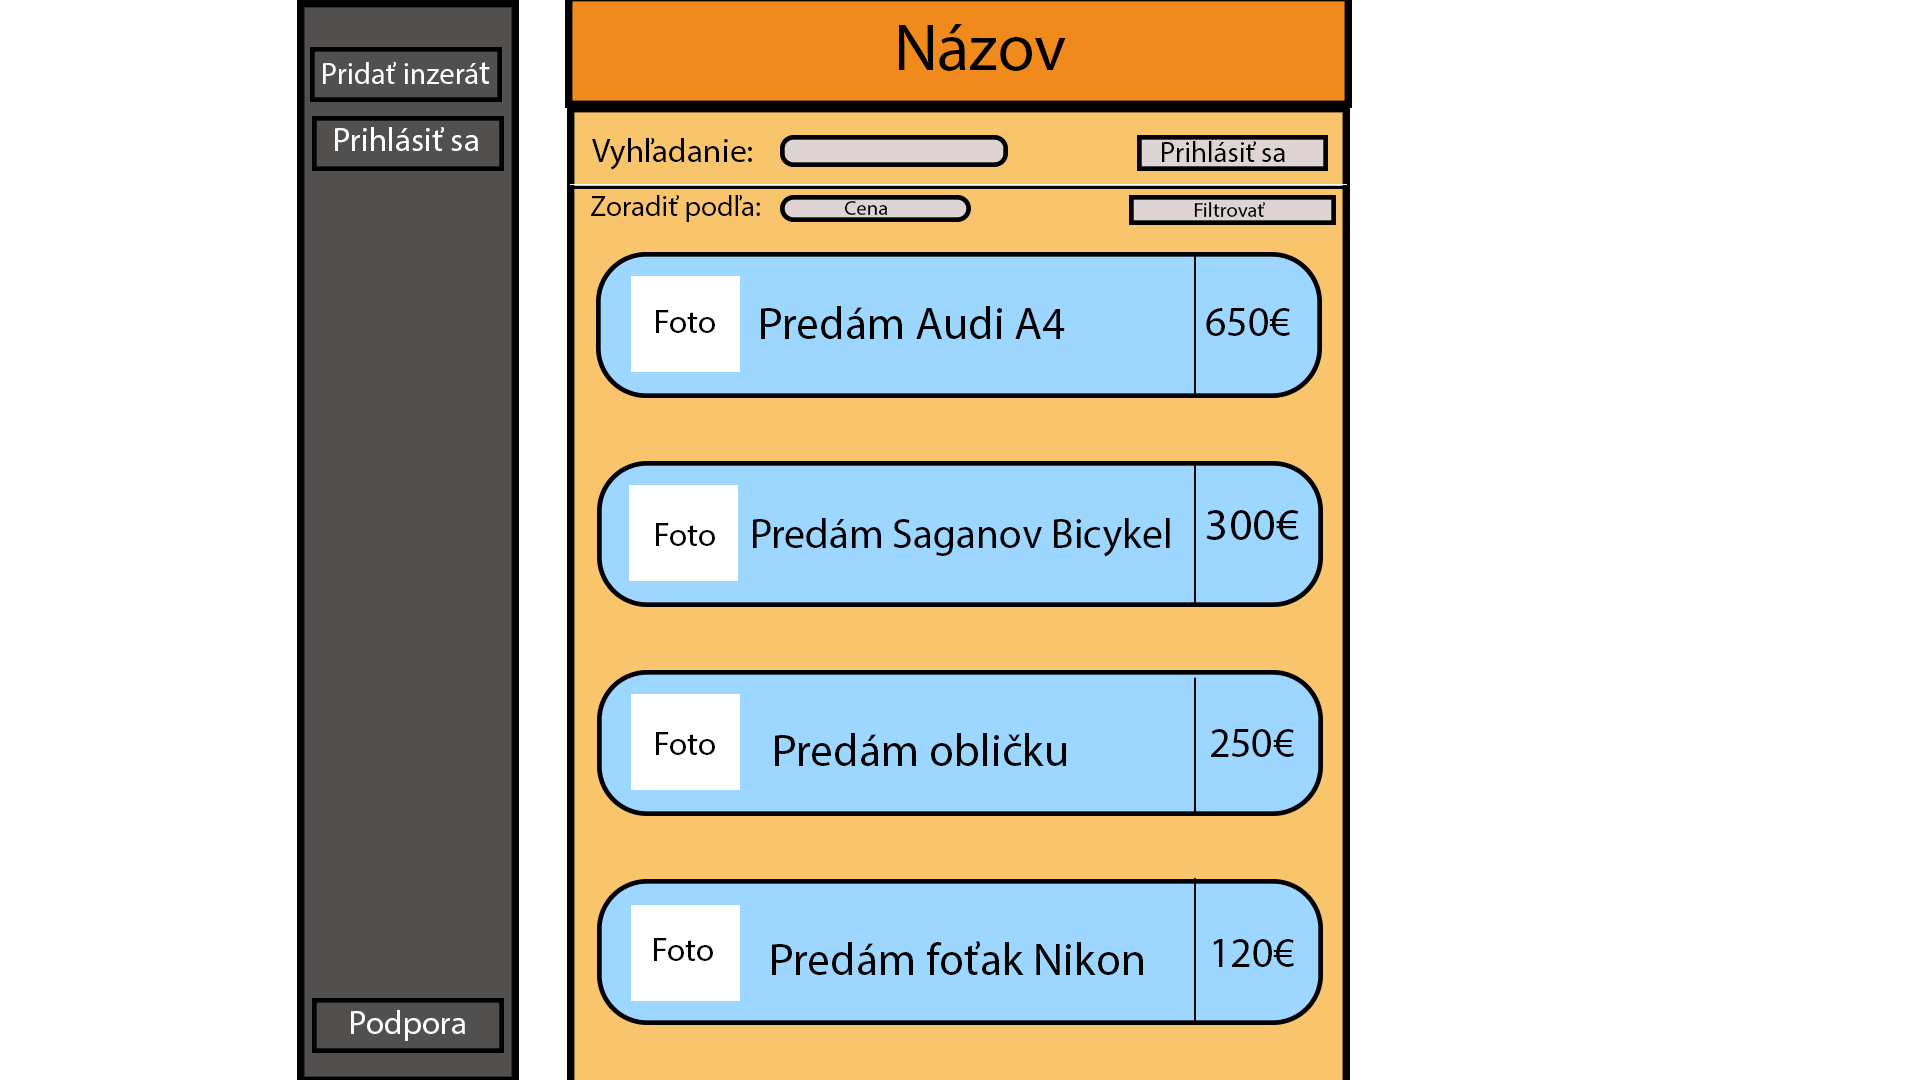 Pridať inzerát
Prihlásiť sa
Podpora
Názov
Vyhľadanie:
Prihlásiť sa
Zoradiť podľa: Cena
Filtrovať
Foto
Predám Audi A4
650€
Foto
Predám Saganov Bicykel
300€
Foto
Predám obličku
250€
Foto
Predám foťak Nikon
120€